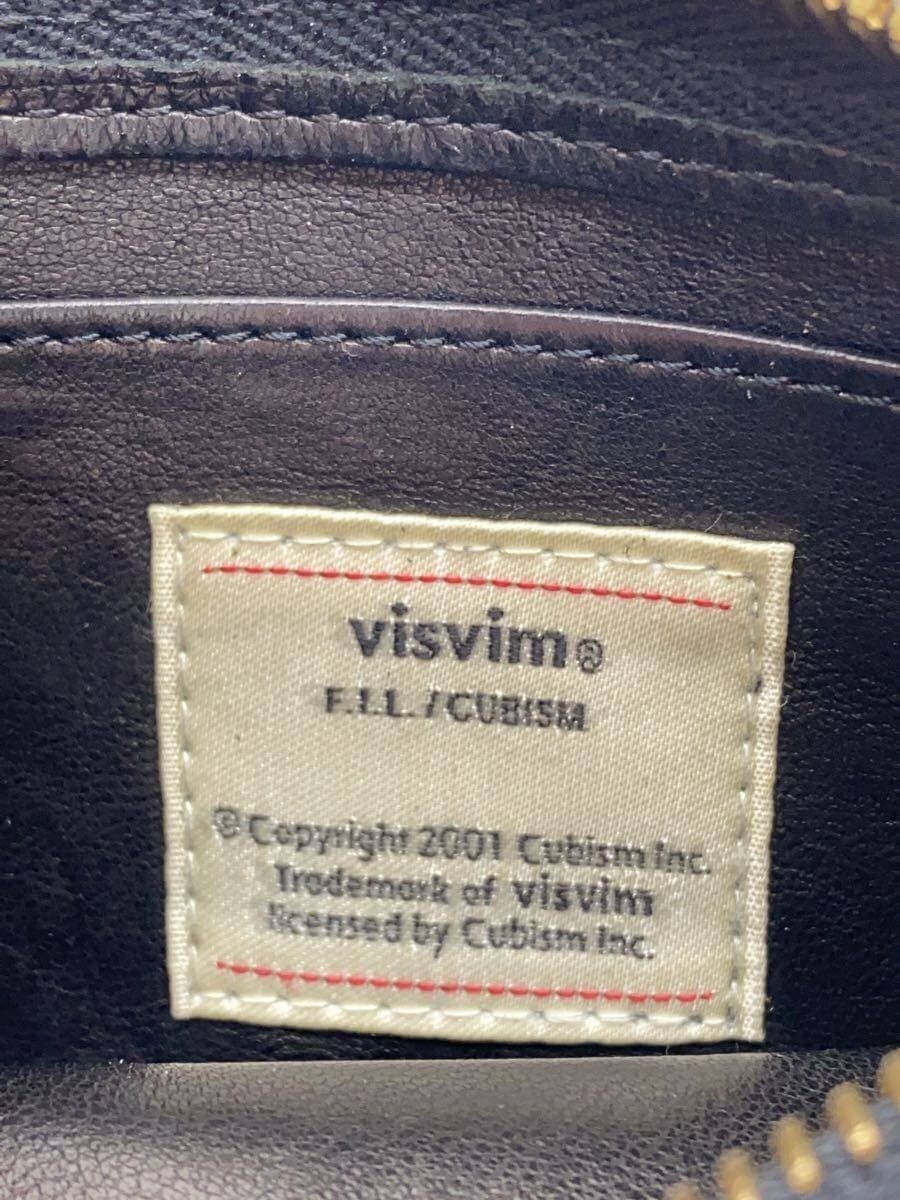 visvim®
F.I.L. / CUBISM
© Copyright 2001 Cubism Inc.
Trademark of visvim
licensed by Cubism Inc.